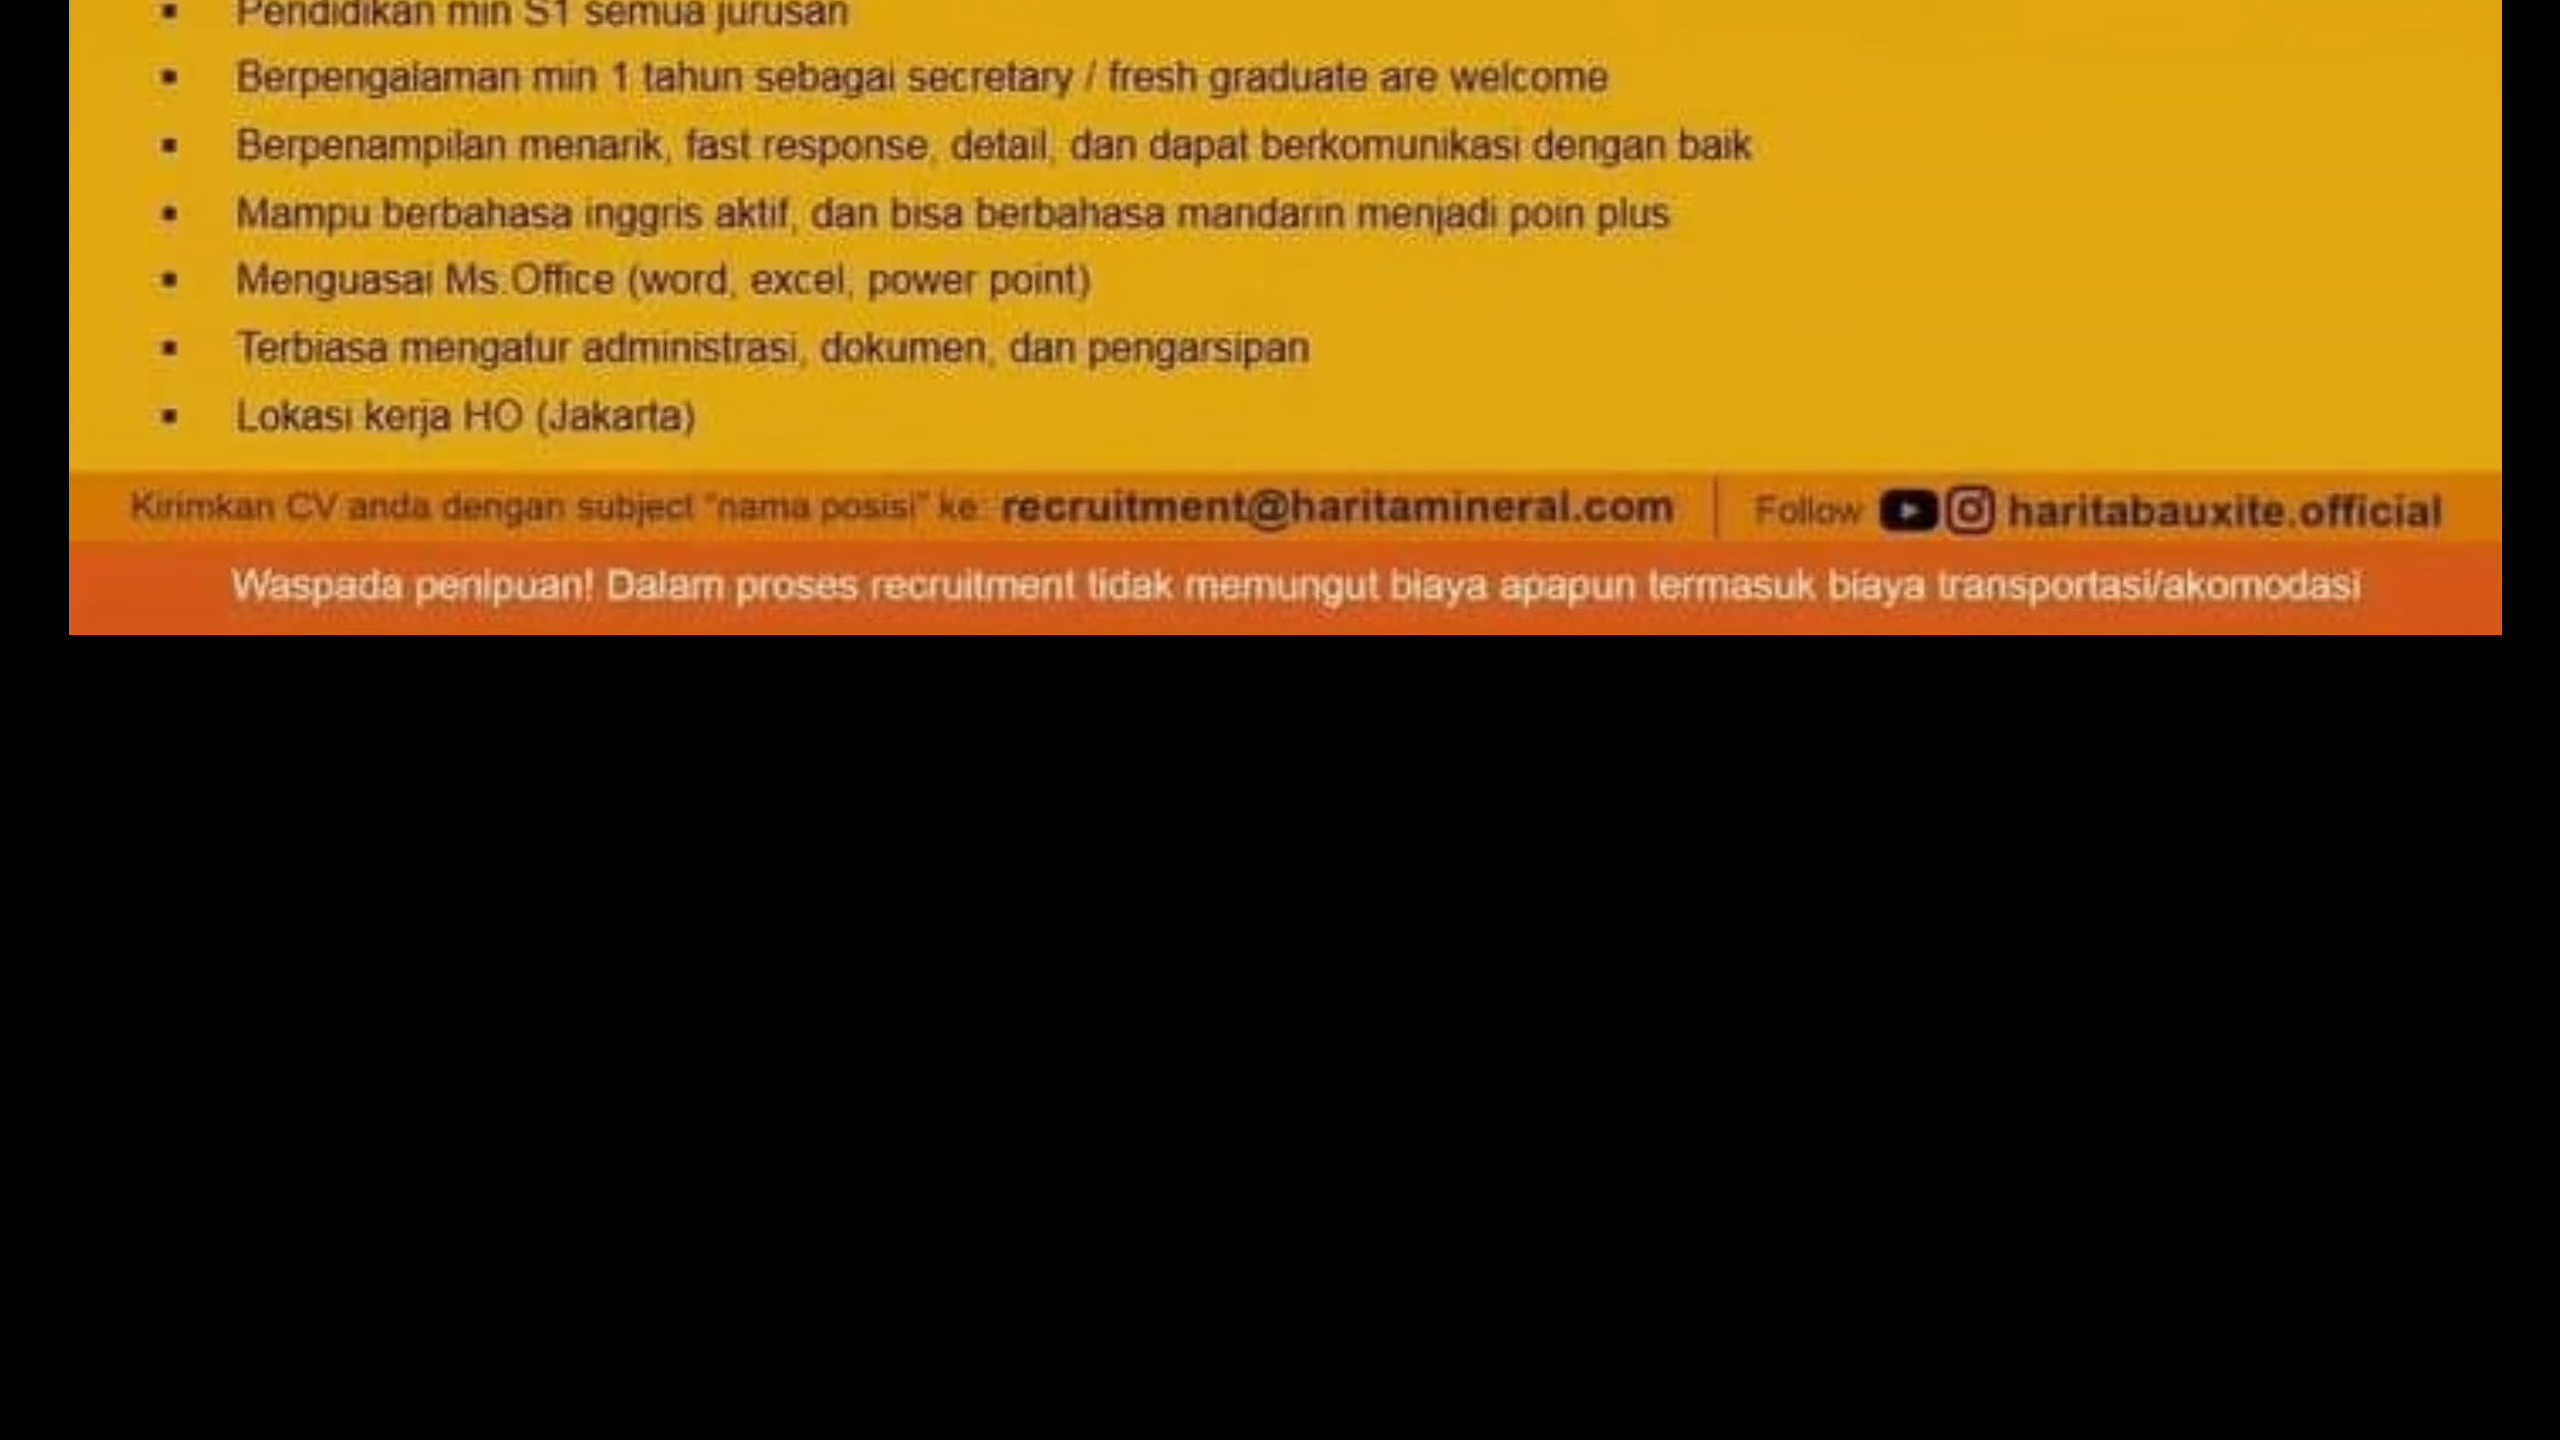 Pendidikan min S1 semua jurusan
Berpengalaman min 1 tahun sebagai secretary / fresh graduate are welcome
Berpenampilan menarik, fast response, detail, dan dapat berkomunikasi dengan baik
Mampu berbahasa inggris aktif, dan bisa berbahasa mandarin menjadi poin plus
Menguasai Ms.Office (word, excel, power point)
Terbiasa mengatur administrasi, dokumen, dan pengarsipan
Lokasi kerja HO (Jakarta)
Kirimkan CV anda dengan subject "nama posisi" ke: recruitment@haritamineral.com | Follow haritabauxite.official
Waspada penipuan! Dalam proses recruitment tidak memungut biaya apapun termasuk biaya transportasi/akomodasi